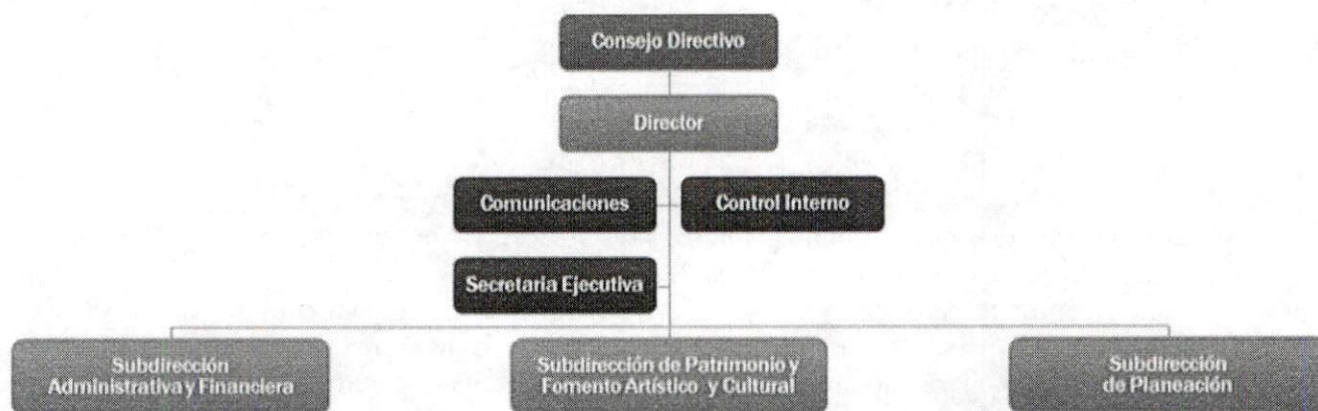 Consejo Directivo
Director
Comunicaciones
Control Interno
Secretaria Ejecutiva
Subdirección
Administrativa y Financiera
Subdirección de Patrimonio y
Fomento Artístico y Cultural
Subdirección
de Planeación